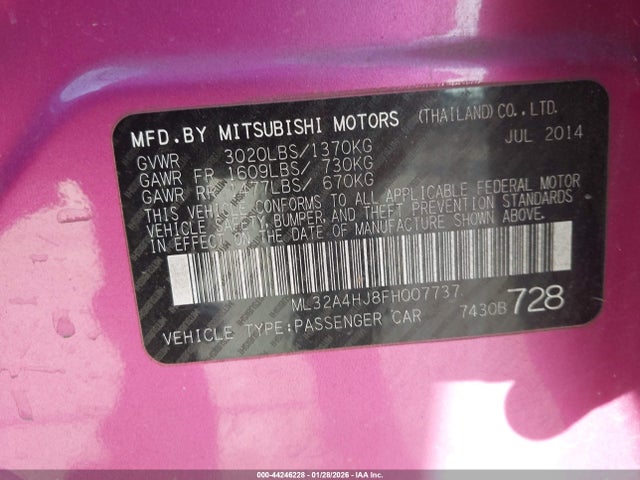 MFD.BY MITSUBISHI MOTORS (THAILAND) CO., LTD.
JUL 2014
GVWR 3020LBS/1370KG
GAWR FR 1609LBS/ 730KG
GAWR RR 1477LBS/ 670KG
THIS VEHICLE CONFORMS TO ALL APPLICABLE FEDERAL MOTOR
VEHICLE SAFETY, BUMPER, AND THEFT PREVENTION STANDARDS
IN EFFECT ON THE DATE OF MANUFACTURE SHOWN ABOVE.
ML32A4HJ8FH007737
VEHICLE TYPE:PASSENGER CAR 7430B 728
000-44246228 - 01/28/2026 - IAA Inc.